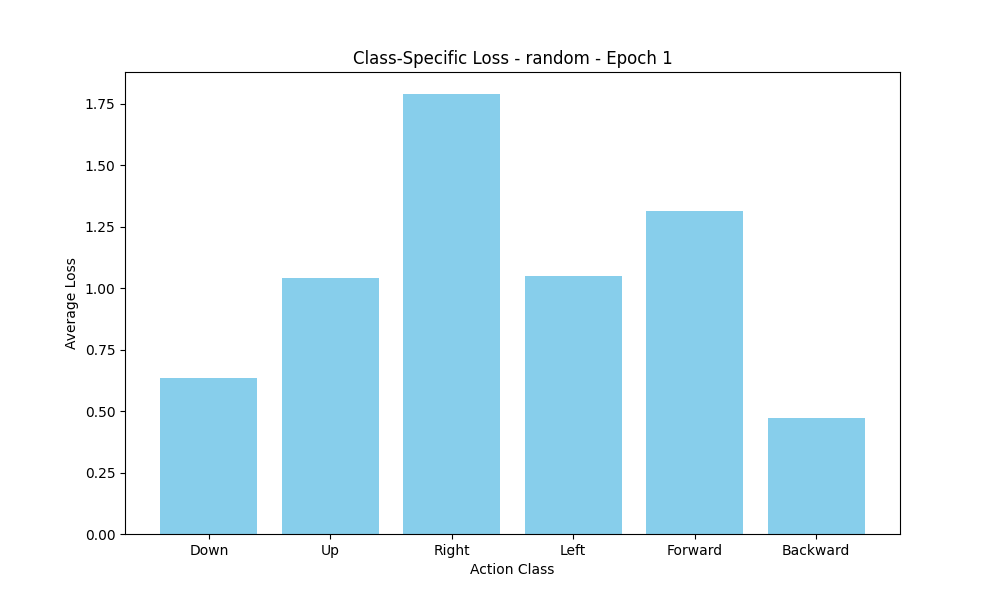 Class-Specific Loss - random - Epoch 1
Average Loss
1.75
1.50
1.25
1.00
0.75
0.50
0.25
0.00
Down Up Right Left Forward Backward
Action Class